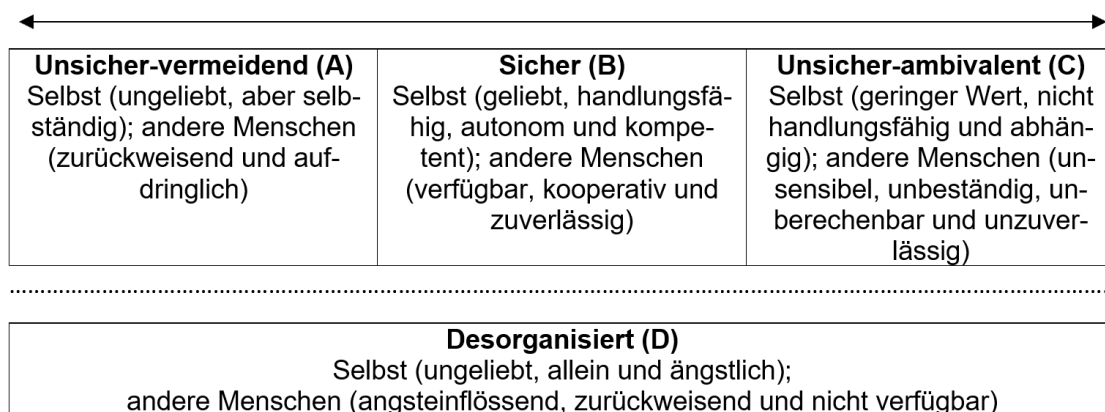 Unsicher-vermeidend (A)
Selbst (ungeliebt, aber selb-
ständig); andere Menschen
(zurückweisend und auf-
dringlich)
Sicher (B)
Selbst (geliebt, handlungsfä-
hig, autonom und kompe-
tent); andere Menschen
(verfügbar, kooperativ und
zuverlässig)
Unsicher-ambivalent (C)
Selbst (geringer Wert, nicht
handlungsfähig und abhän-
gig); andere Menschen (un-
sensibel, unbeständig, un-
berechenbar und unzuver-
lässig)
Desorganisiert (D)
Selbst (ungeliebt, allein und ängstlich);
andere Menschen (angsteinflössend, zurückweisend und nicht verfügbar)